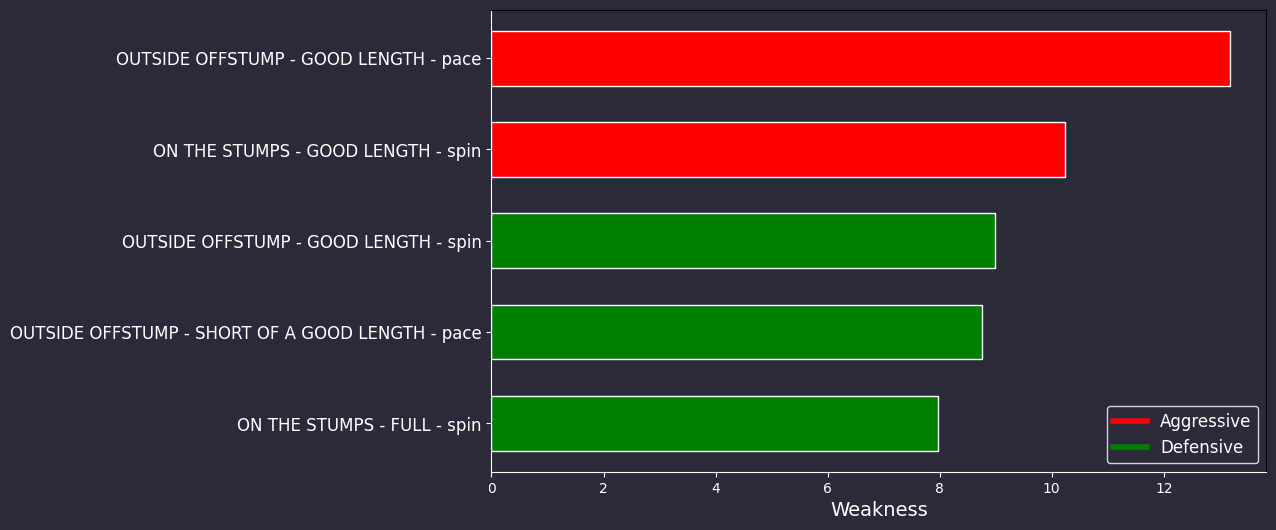 OUTSIDE OFFSTUMP - GOOD LENGTH - pace
ON THE STUMPS - GOOD LENGTH - spin
OUTSIDE OFFSTUMP - GOOD LENGTH - spin
OUTSIDE OFFSTUMP - SHORT OF A GOOD LENGTH - pace
ON THE STUMPS - FULL - spin
Aggressive
Defensive
0 2 4 6 8 10 12
Weakness